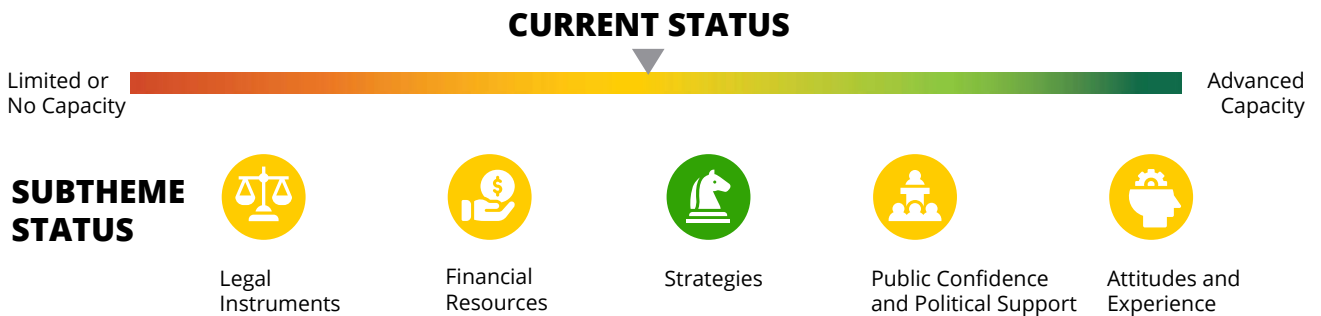 CURRENT STATUS
Limited or
No Capacity
Advanced
Capacity
SUBTHEME
STATUS
$
Legal
Instruments
Financial
Resources
Strategies
Public Confidence
and Political Support
Attitudes and
Experience